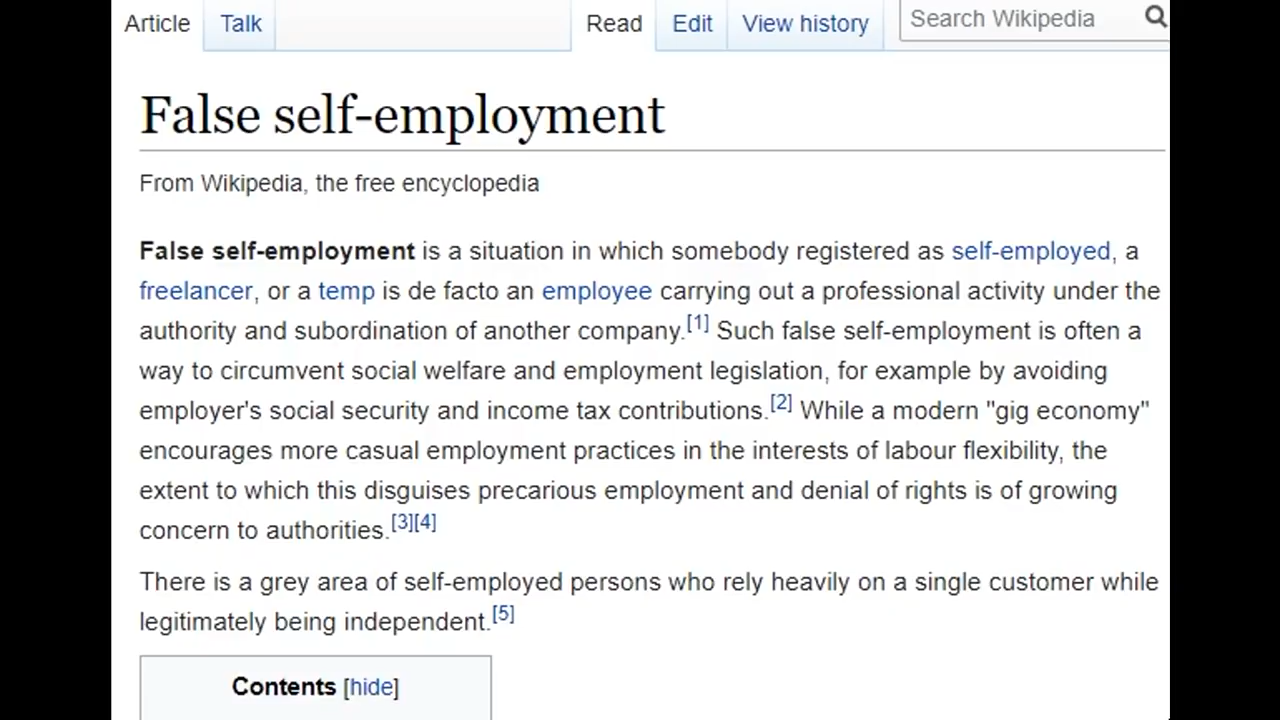 Article Talk Read Edit View history Search Wikipedia
False self-employment
From Wikipedia, the free encyclopedia
False self-employment is a situation in which somebody registered as self-employed, a
freelancer, or a temp is de facto an employee carrying out a professional activity under the
authority and subordination of another company.[1] Such false self-employment is often a
way to circumvent social welfare and employment legislation, for example by avoiding
employer's social security and income tax contributions.[2] While a modern "gig economy"
encourages more casual employment practices in the interests of labour flexibility, the
extent to which this disguises precarious employment and denial of rights is of growing
concern to authorities.[3][4]
There is a grey area of self-employed persons who rely heavily on a single customer while
legitimately being independent.[5]
Contents [hide]